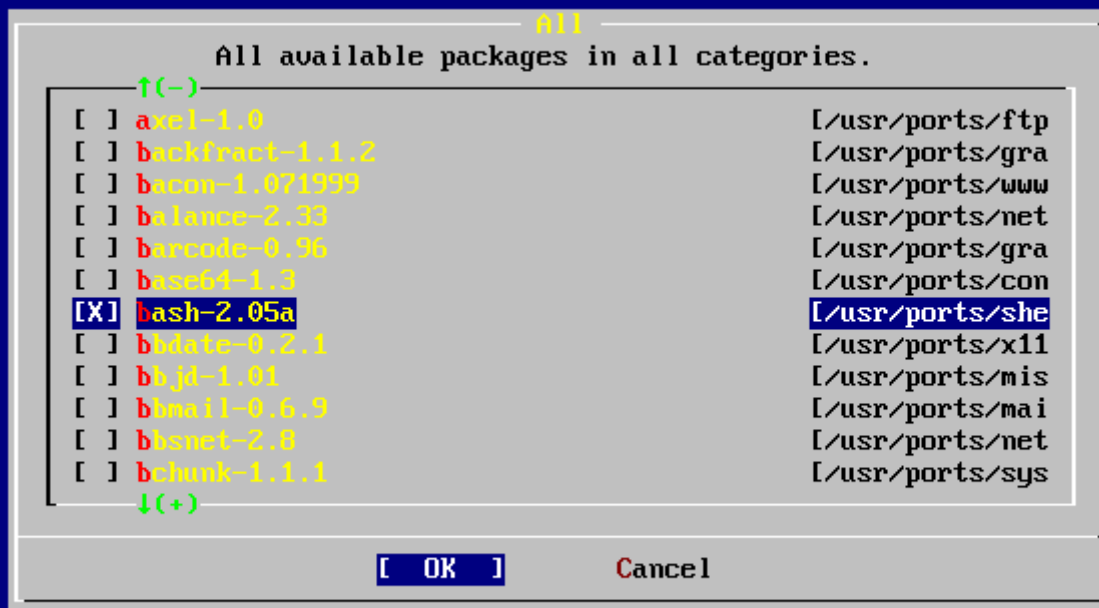 All
All available packages in all categories.
↑(-)
[ ] axel-1.0 [/usr/ports/ftp
[ ] backfract-1.1.2 [/usr/ports/gra
[ ] bacon-1.071999 [/usr/ports/www
[ ] balance-2.33 [/usr/ports/net
[ ] barcode-0.96 [/usr/ports/gra
[ ] base64-1.3 [/usr/ports/con
[X] bash-2.05a [/usr/ports/she
[ ] bbdate-0.2.1 [/usr/ports/x11
[ ] bbjd-1.01 [/usr/ports/mis
[ ] bbmail-0.6.9 [/usr/ports/mai
[ ] bbsnet-2.8 [/usr/ports/net
[ ] bchunk-1.1.1 [/usr/ports/sys
↓(+)
[ OK ] Cancel